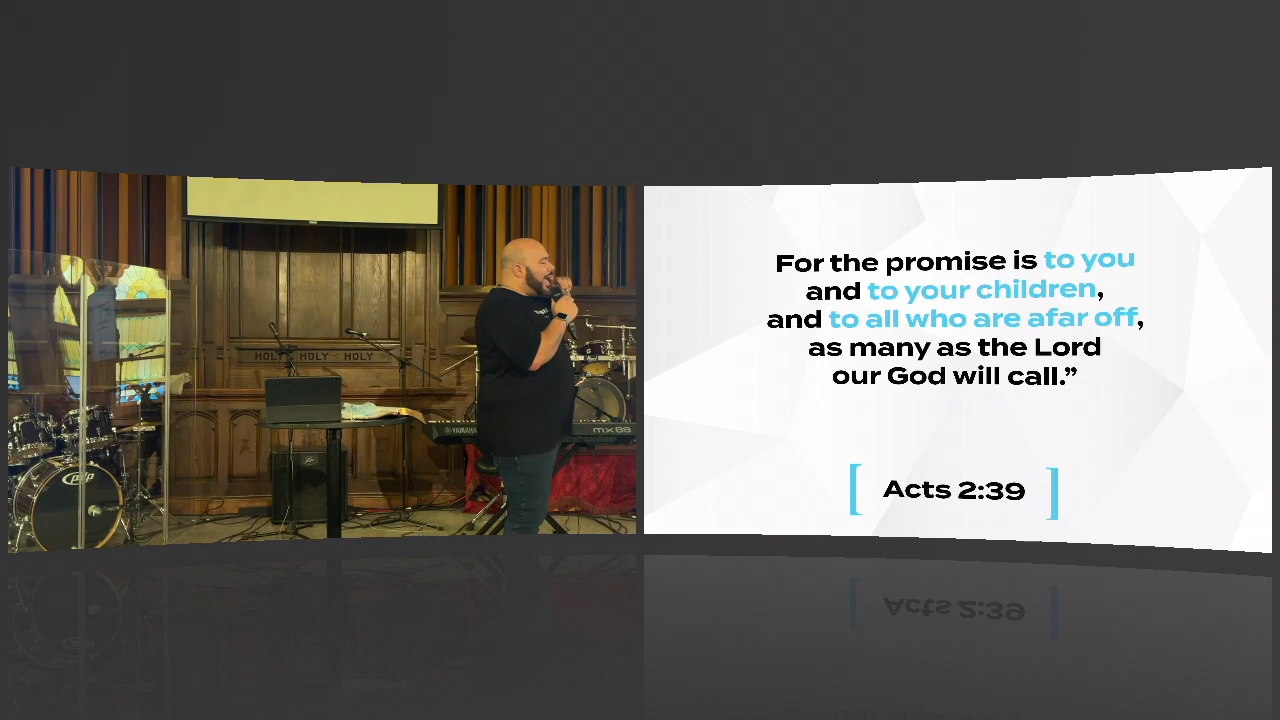 HOLY HOLY HOLY
pdp
YAMAHA
mx88
For the promise is to you
and to your children,
and to all who are afar off,
as many as the Lord
our God will call.”
[ Acts 2:39 ]